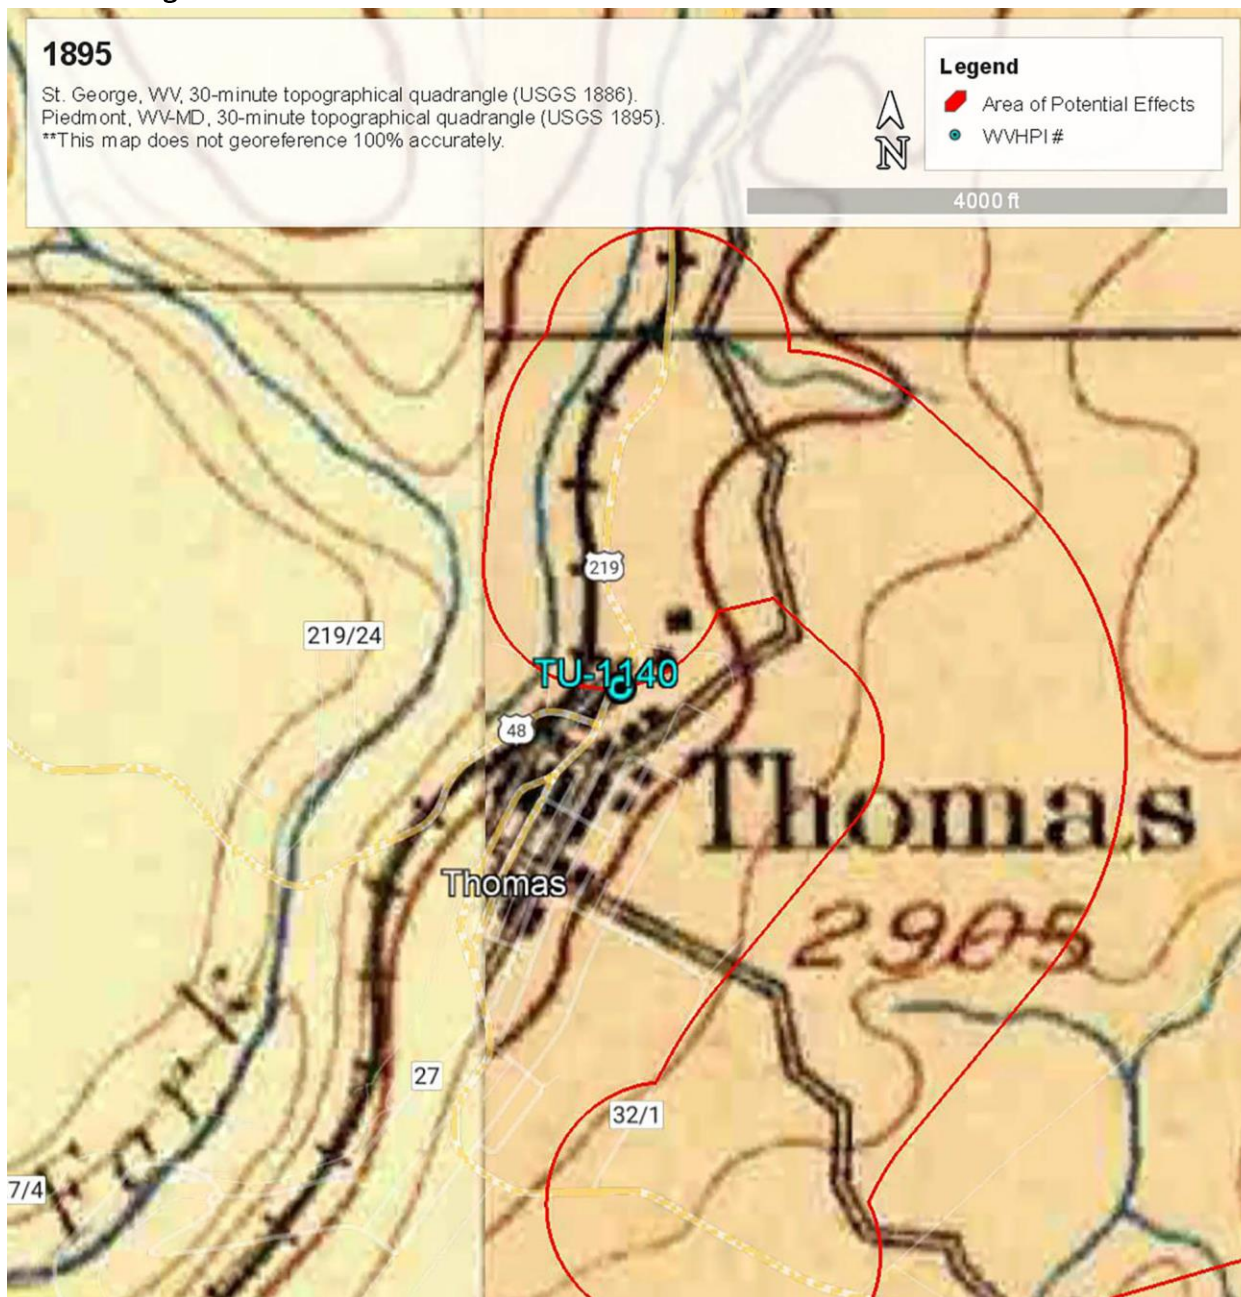 1895
St. George, WV, 30-minute topographical quadrangle (USGS 1886).
Piedmont, WV-MD, 30-minute topographical quadrangle (USGS 1895).
**This map does not georeference 100% accurately.
N
Legend
Area of Potential Effects
WVHPI #
4000 ft
219
219/24
TU-1140
48
Thomas
Thomas
2905
Fork
27
32/1
7/4